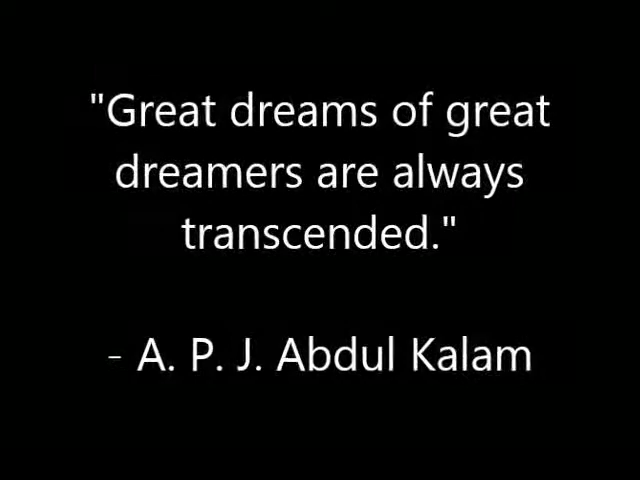 "Great dreams of great
dreamers are always
transcended."
- A. P. J. Abdul Kalam